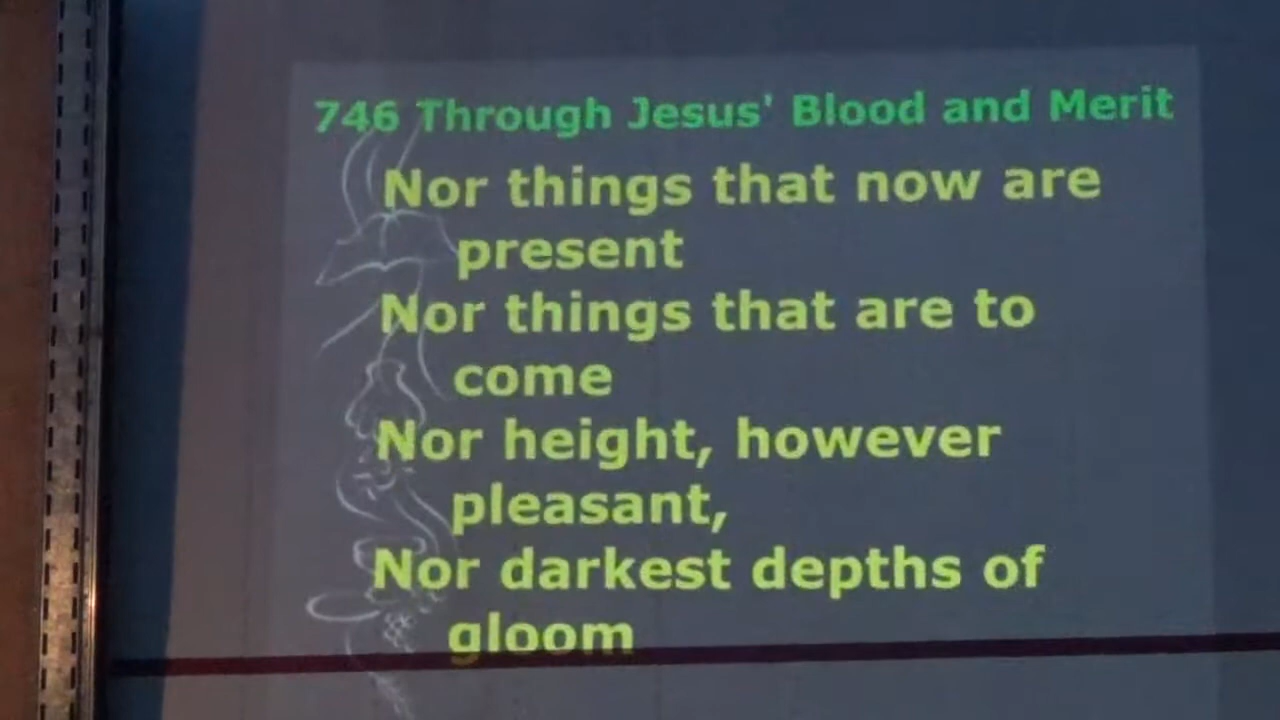 746 Through Jesus' Blood and Merit
Nor things that now are
present
Nor things that are to
come
Nor height, however
pleasant,
Nor darkest depths of
gloom